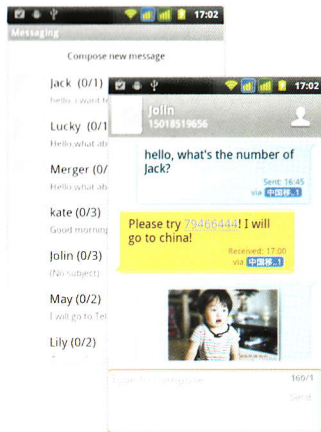 17:02
Messaging
Compose new message
Jack (0/1)
hello, i want t
Lucky (0/1
Hello,what ab
Merger (0/
Hello,what ab
kate (0/3)
Good morning
Jolin (0/3)
(No subject)
May (0/2)
I will go to Tel
Lily (0/2)
17:02
Jolin
15018519656
hello, what's the number of
Jack?
Sent: 16:45
via 中国移..1
Please try 79466444! I will
go to china!
Received: 17:00
via 中国移..1
160/1
Send